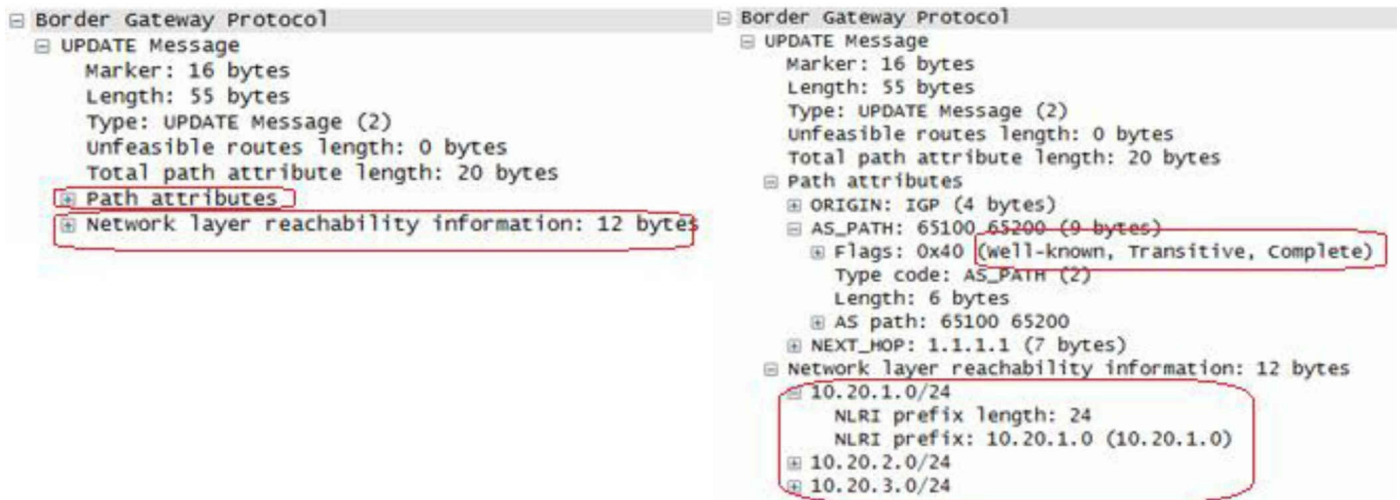 Border Gateway Protocol
UPDATE Message
Marker: 16 bytes
Length: 55 bytes
Type: UPDATE Message (2)
Unfeasible routes length: 0 bytes
Total path attribute length: 20 bytes
Path attributes
Network layer reachability information: 12 bytes
Border Gateway Protocol
UPDATE Message
Marker: 16 bytes
Length: 55 bytes
Type: UPDATE Message (2)
Unfeasible routes length: 0 bytes
Total path attribute length: 20 bytes
Path attributes
ORIGIN: IGP (4 bytes)
AS_PATH: 65100 65200 (9 bytes)
Flags: 0x40 (Well-known, Transitive, Complete)
Type code: AS_PATH (2)
Length: 6 bytes
AS path: 65100 65200
NEXT_HOP: 1.1.1.1 (7 bytes)
Network layer reachability information: 12 bytes
10.20.1.0/24
NLRI prefix length: 24
NLRI prefix: 10.20.1.0 (10.20.1.0)
10.20.2.0/24
10.20.3.0/24